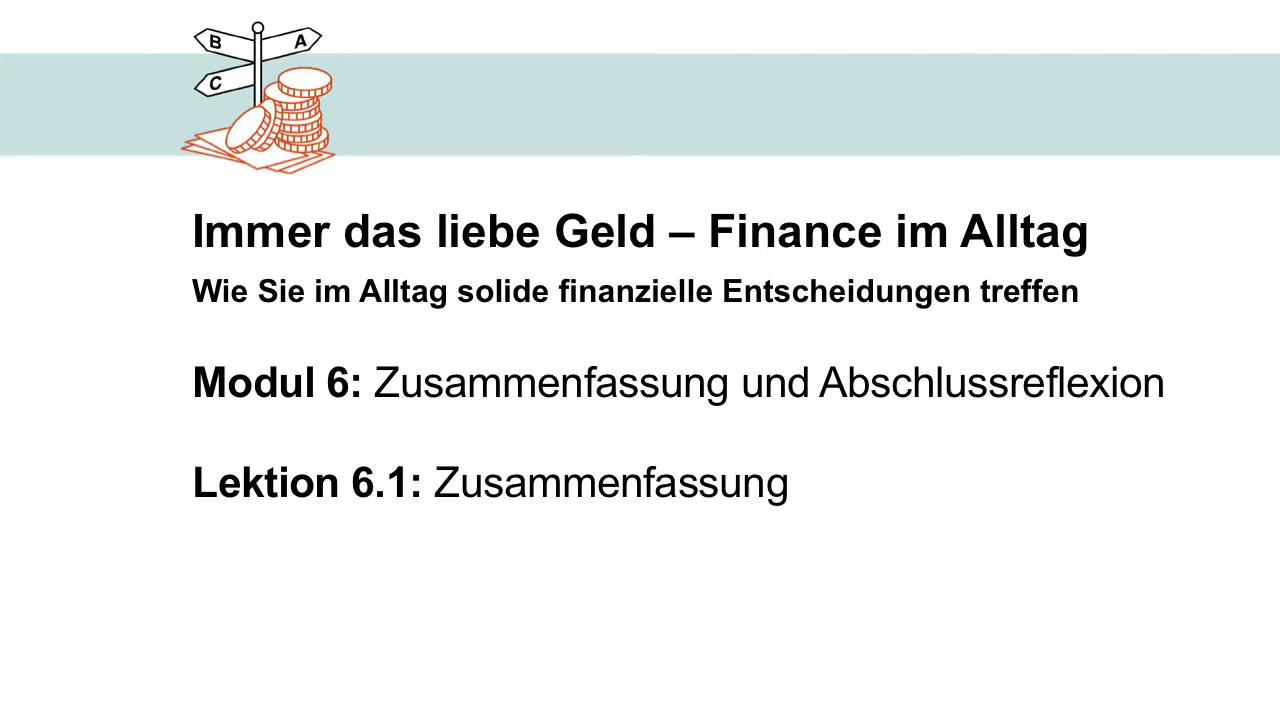 B
A
C
Immer das liebe Geld – Finance im Alltag
Wie Sie im Alltag solide finanzielle Entscheidungen treffen
Modul 6: Zusammenfassung und Abschlussreflexion
Lektion 6.1: Zusammenfassung